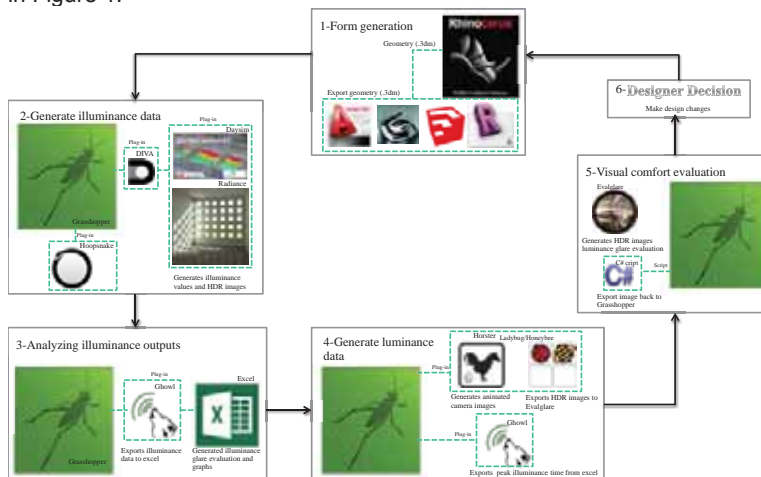 in Figure 1.
1-Form generation
Geometry (.3dm)
Rhinoceros
Export geometry (.3dm)
2-Generate illuminance data
Plug-in
DIVA
Plug-in
Daysim
Radiance
Grasshopper
Plug-in
Hoopsnake
Generates illuminance
values and HDR images
3-Analyzing illuminance outputs
Plug-in
Ghowl
Excel
Grasshopper
Exports illuminance
data to excel
Generated illuminance
glare evaluation and
graphs
4-Generate luminance
data
Horster
Ladybug/Honeybee
Plug-in
Generates animated
camera images
Exports HDR images to
Evalglare
Plug-in
Ghowl
Exports peak illuminance time from excel
5-Visual comfort evaluation
Evalglare
Generates HDR images
luminance glare evaluation
C# cript
C#
Script
Export image back to
Grasshopper
6-Designer Decision
Make design changes